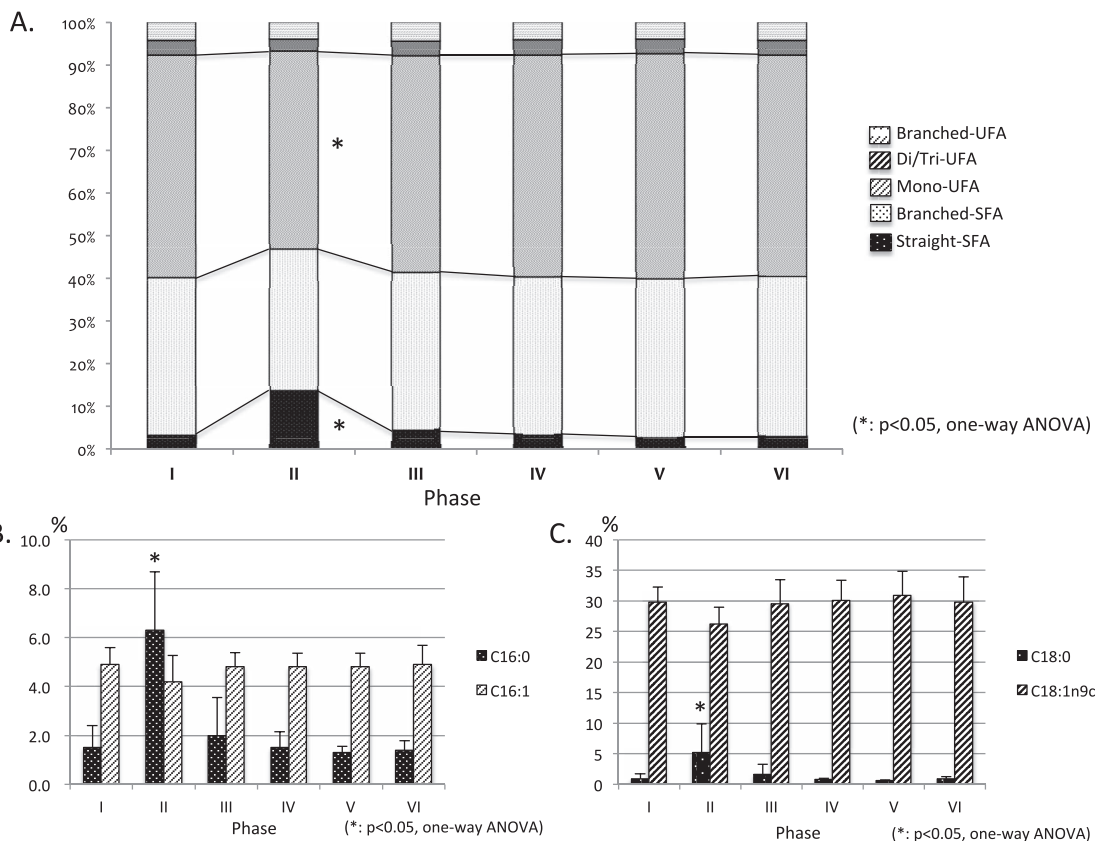 A.
100%
90%
80%
70%
60%
50%
40%
30%
20%
10%
0%
*
*
I II III IV V VI
Phase
Branched-UFA
Di/Tri-UFA
Mono-UFA
Branched-SFA
Straight-SFA
(*: p<0.05, one-way ANOVA)
B.
%
10.0
8.0
6.0
4.0
2.0
0.0
*
I II III IV V VI
Phase
(*: p<0.05, one-way ANOVA)
C16:0
C16:1
C.
%
40
35
30
25
20
15
10
5
0
*
I II III IV V VI
Phase
(*: p<0.05, one-way ANOVA)
C18:0
C18:1n9c